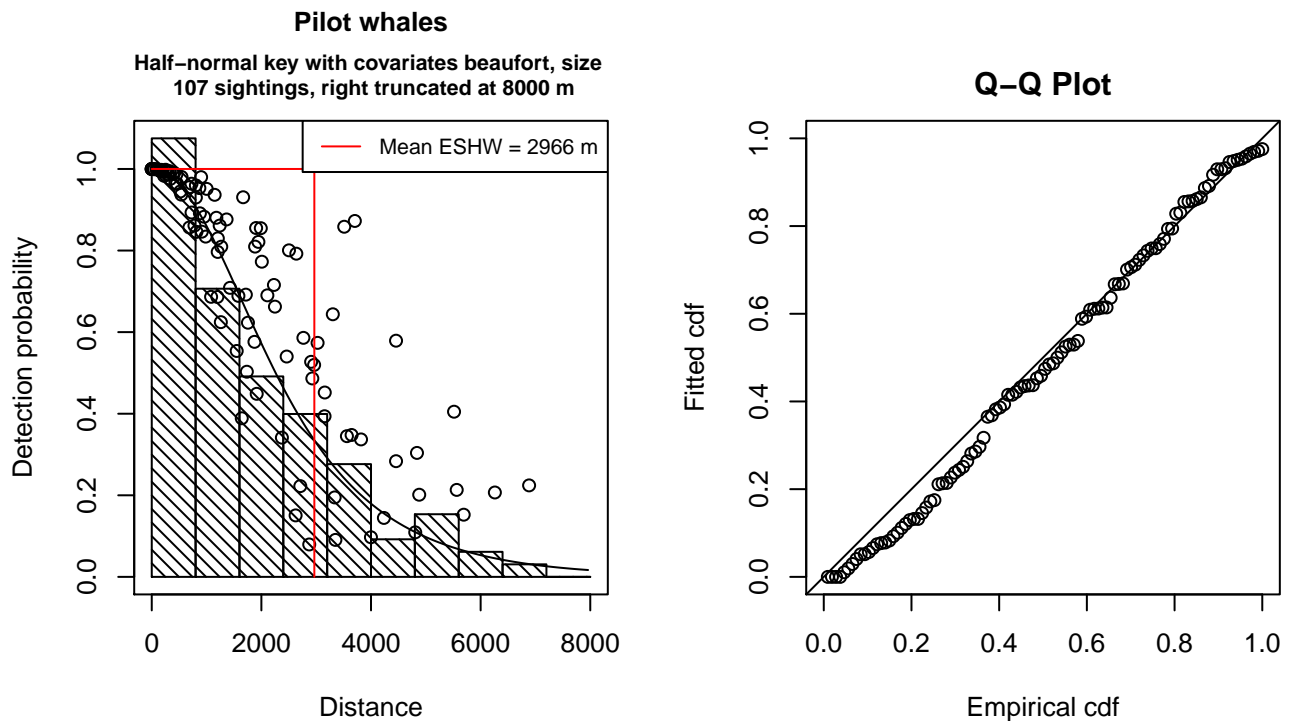 Pilot whales
Half−normal key with covariates beaufort, size
107 sightings, right truncated at 8000 m
Mean ESHW = 2966 m
Detection probability
0.0
0.2
0.4
0.6
0.8
1.0
0
2000
4000
6000
8000
Distance
Q−Q Plot
Fitted cdf
0.0
0.2
0.4
0.6
0.8
1.0
0.0
0.2
0.4
0.6
0.8
1.0
Empirical cdf